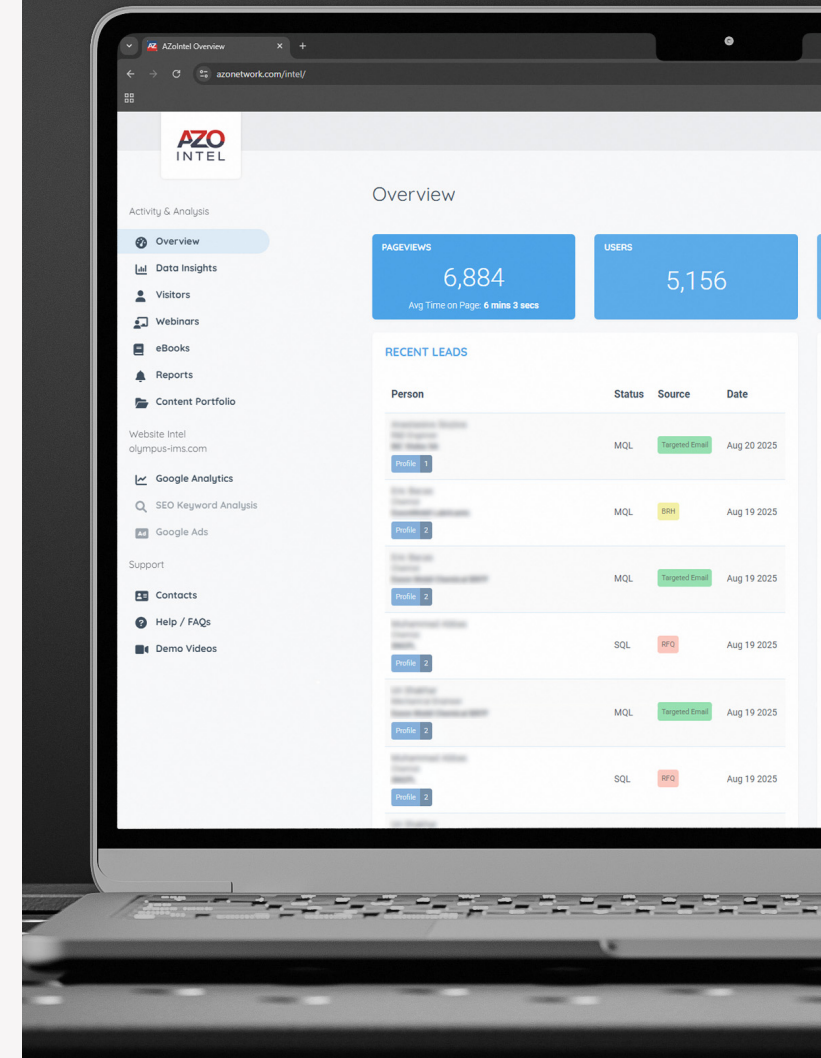 AZ AZoIntel Overview × +
azonetwork.com/intel/
AZO
INTEL
Overview
Activity & Analysis
Overview
Data Insights
Visitors
Webinars
eBooks
Reports
Content Portfolio
Website Intel
olympus-ims.com
Google Analytics
SEO Keyword Analysis
Ad Google Ads
Support
Contacts
Help / FAQs
Demo Videos
PAGEVIEWS
6,884
Avg Time on Page: 6 mins 3 secs
USERS
5,156
RECENT LEADS
Person Status Source Date
MQL Targeted Email Aug 20 2025
Profile 1
MQL BRH Aug 19 2025
Profile 2
MQL Targeted Email Aug 19 2025
Profile 2
SQL RFQ Aug 19 2025
Profile 2
MQL Targeted Email Aug 19 2025
Profile 2
SQL RFQ Aug 19 2025
Profile 2